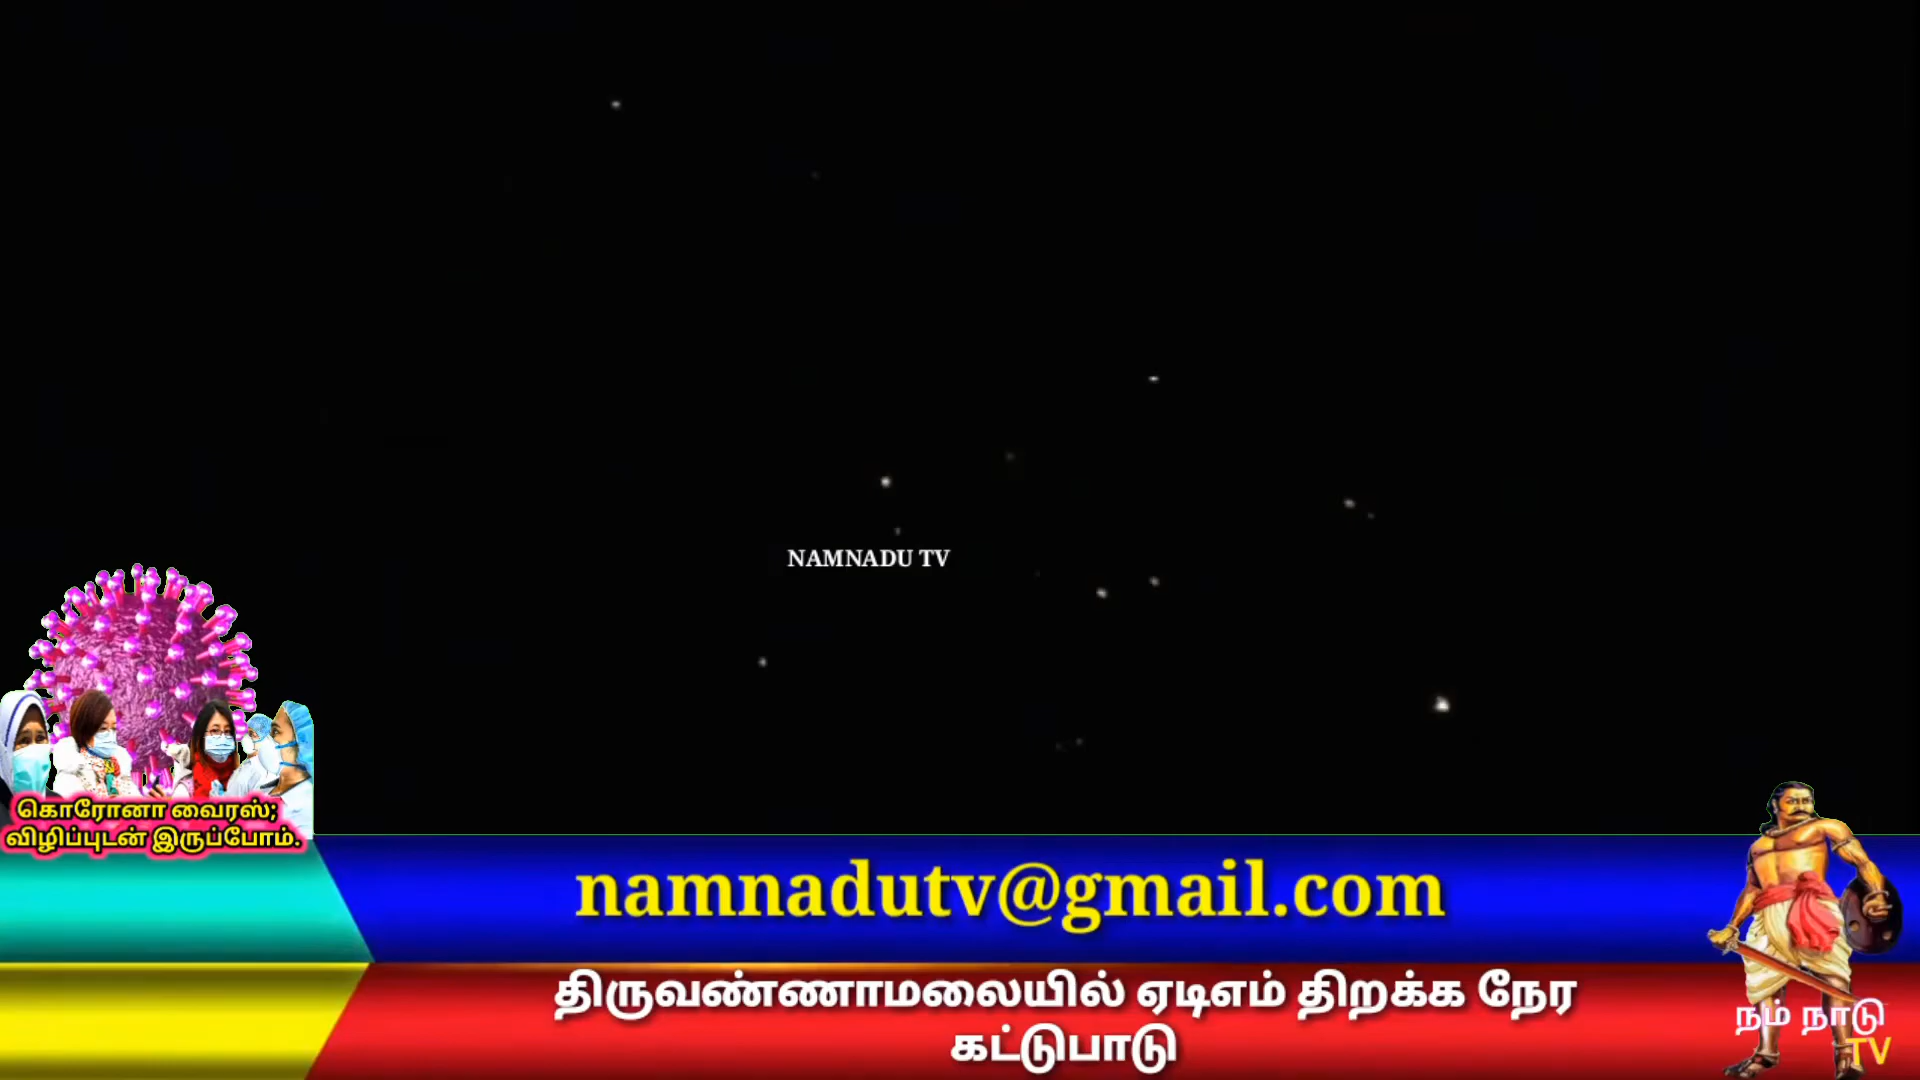 NAMNADU TV
கொரோனா வைரஸ்;
விழிப்புடன் இருப்போம்.
namnadutv@gmail.com
திருவண்ணாமலையில் ஏடிஎம் திறக்க நேர
கட்டுபாடு
நம் நாடு
TV